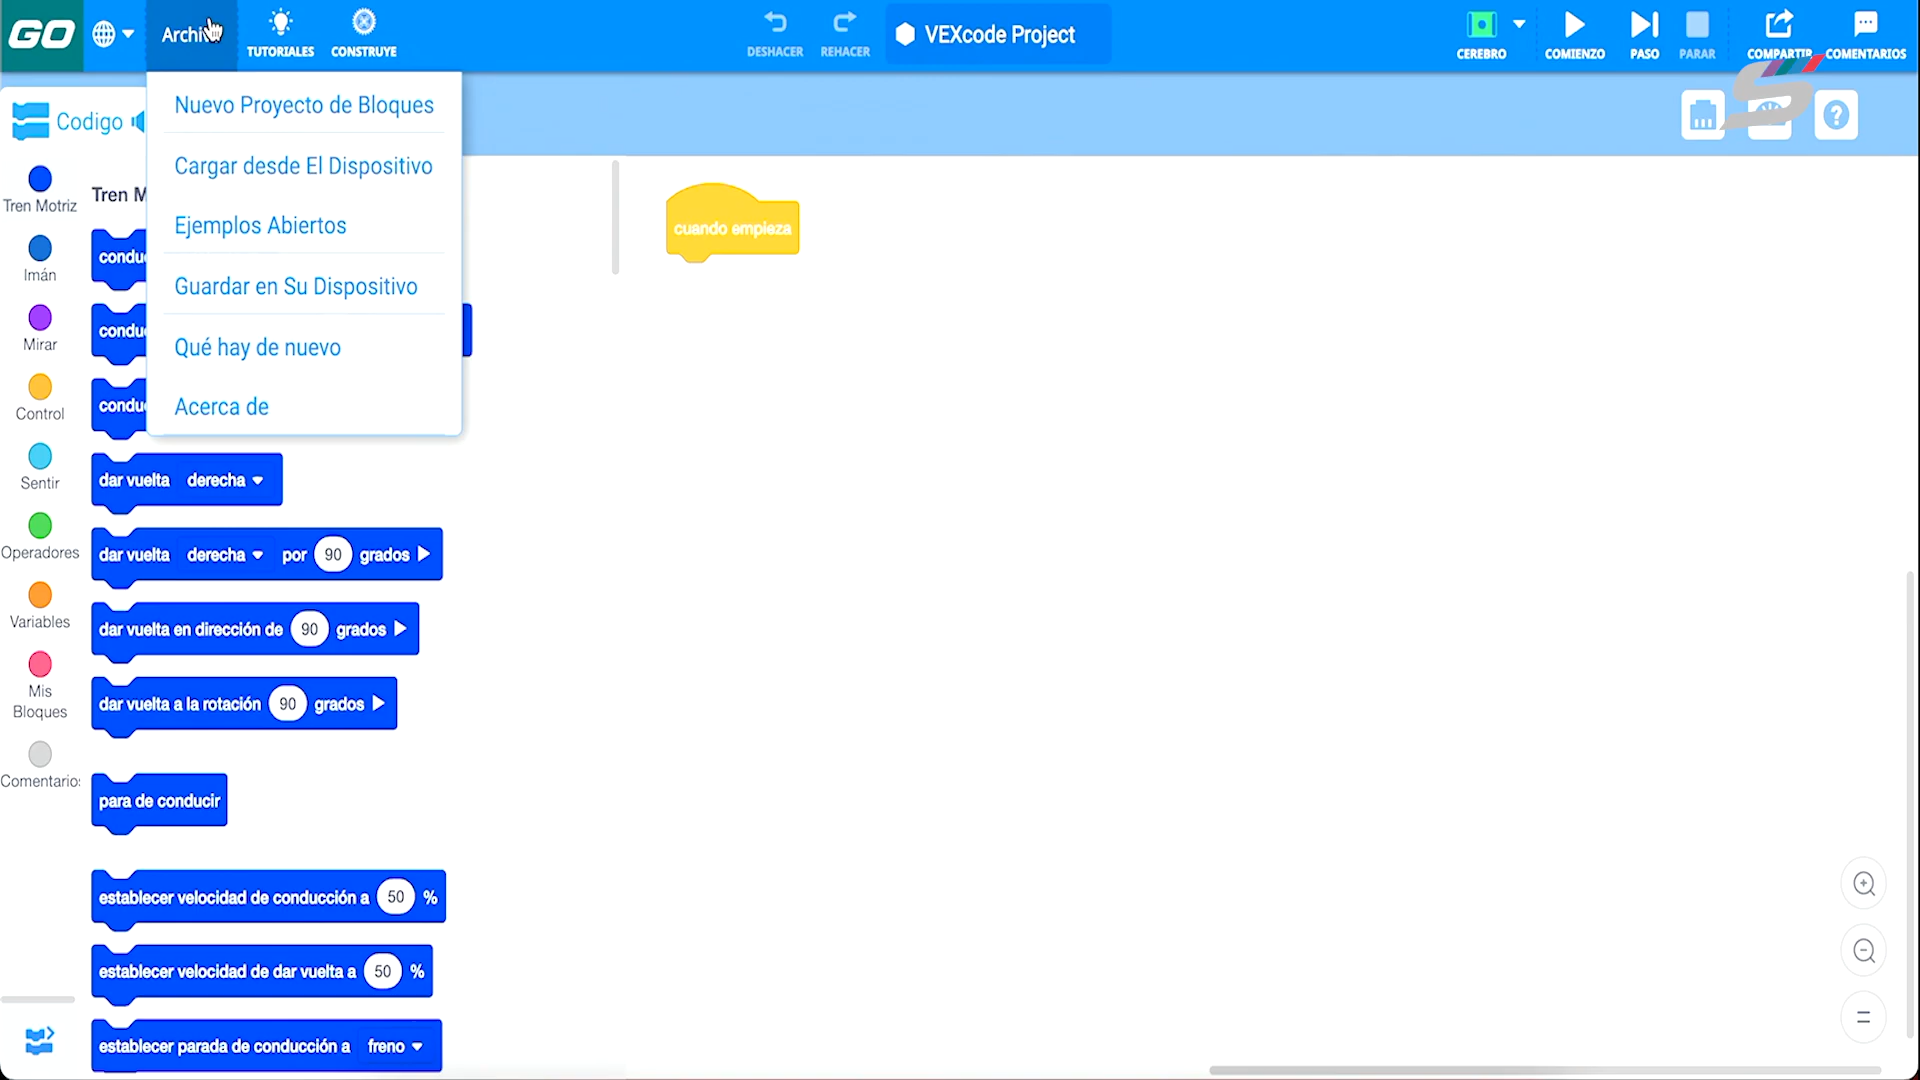 GO
TUTORIALES
CONSTRUYE
DESHACER
REHACER
VEXcode Project
CEREBRO
COMIENZO
PASO
PARAR
COMPARTIR
COMENTARIOS
Nuevo Proyecto de Bloques
Cargar desde El Dispositivo
Ejemplos Abiertos
Guardar en Su Dispositivo
Qué hay de nuevo
Acerca de
Codigo
Tren Motriz
Imán
Mirar
Control
Sentir
Operadores
Variables
Mis
Bloques
Tren
cuando empieza
dar vuelta derecha
dar vuelta derecha por 90 grados
dar vuelta en dirección de 90 grados
dar vuelta a la rotación 90 grados
para de conducir
establecer velocidad de conducción a 50 %
establecer velocidad de dar vuelta a 50 %
establecer parada de conducción a freno